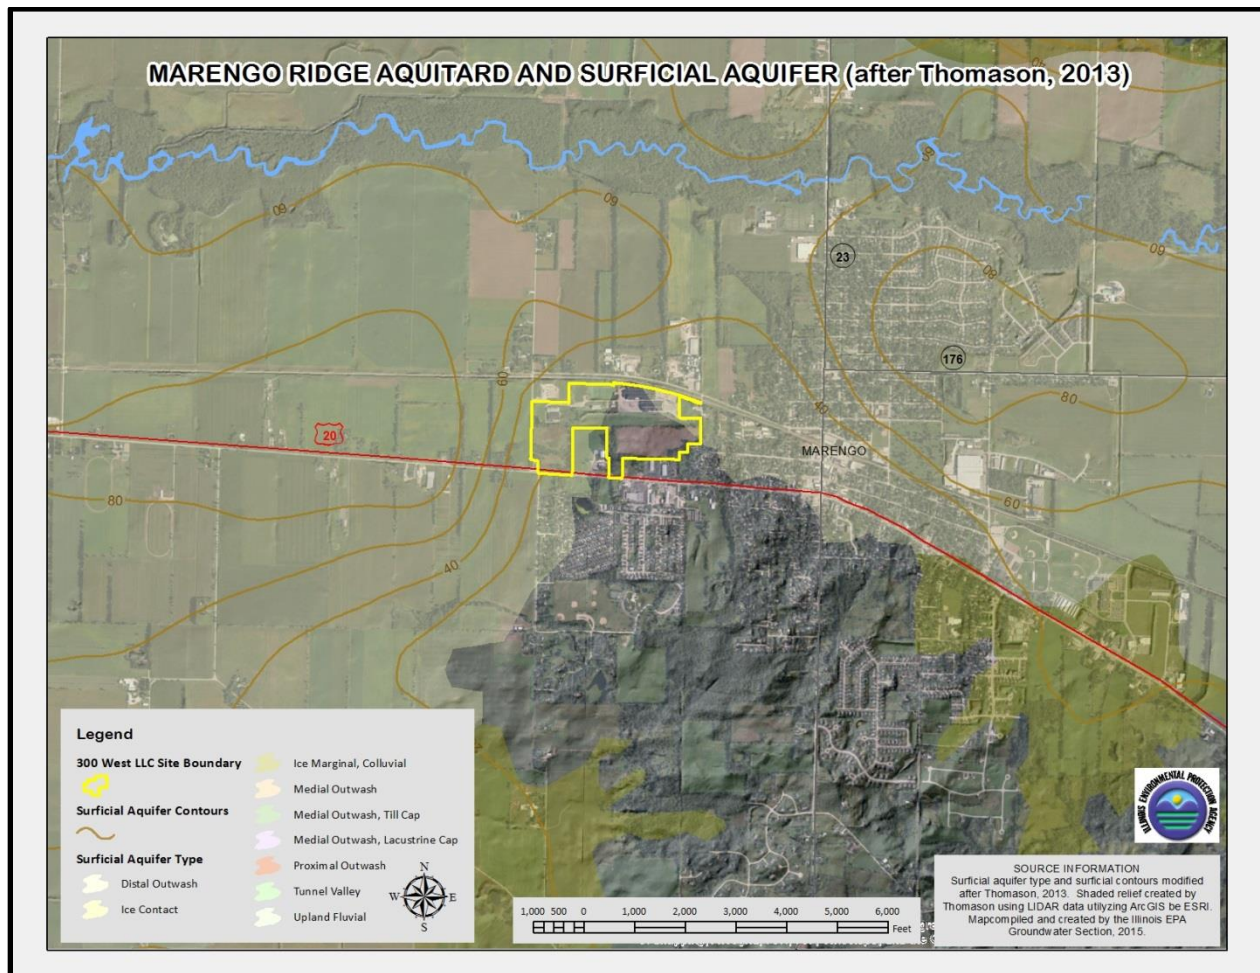 MARENGO RIDGE AQUITARD AND SURFICIAL AQUIFER (after Thomason, 2013)
40
60
60
60
60
23
80
176
80
60
40
20
MARENGO
60
80
40
Legend
300 West LLC Site Boundary
Surficial Aquifer Contours
Surficial Aquifer Type
Distal Outwash
Ice Contact
Ice Marginal, Colluvial
Medial Outwash
Medial Outwash, Till Cap
Medial Outwash, Lacustrine Cap
Proximal Outwash
Tunnel Valley
Upland Fluvial
N
W E
S
1,000 500 0 1,000 2,000 3,000 4,000 5,000 6,000
Feet
ILLINOIS ENVIRONMENTAL PROTECTION AGENCY
SOURCE INFORMATION
Surficial aquifer type and surficial contours modified
after Thomason, 2013. Shaded relief created by
Thomason using LIDAR data utilyzing ArcGIS be ESRI.
Mapcompiled and created by the Illinois EPA
Groundwater Section, 2015.